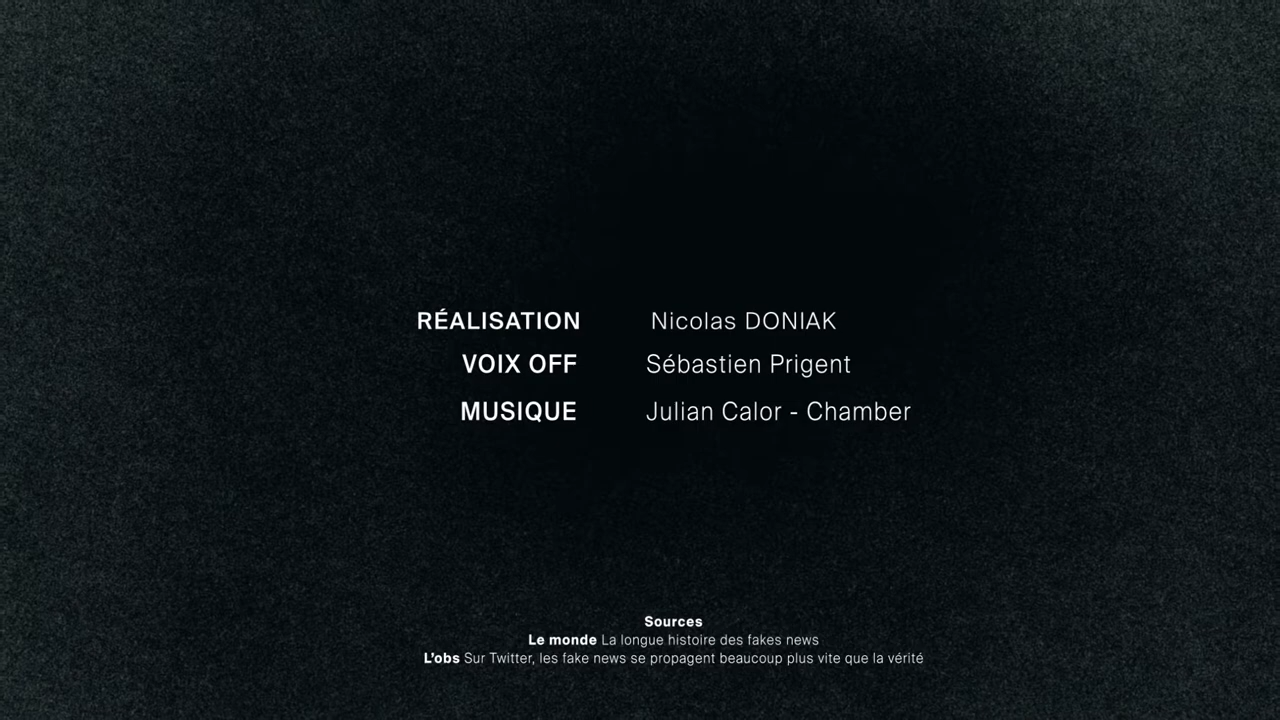 RÉALISATION Nicolas DONIAK
VOIX OFF Sébastien Prigent
MUSIQUE Julian Calor - Chamber
Sources
Le monde La longue histoire des fakes news
L'obs Sur Twitter, les fake news se propagent beaucoup plus vite que la vérité